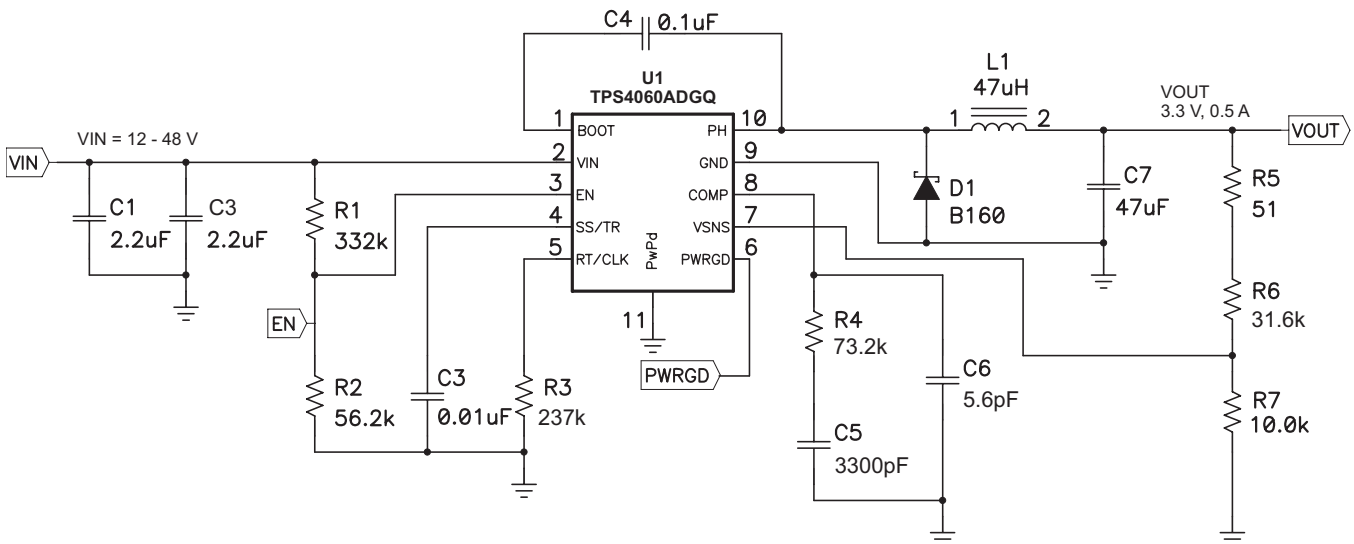 C4 0.1uF
U1
TPS4060ADGQ
L1
47uH
VOUT
3.3 V, 0.5 A
VIN = 12 - 48 V
VIN
VOUT
1 BOOT PH 10
1 2
2 VIN GND 9
3 EN COMP 8
4 SS/TR VSNS 7
5 RT/CLK PWRGD 6
PwPd
11
C1
2.2uF
C3
2.2uF
R1
332k
D1
B160
C7
47uF
R5
51
EN
R6
31.6k
R4
73.2k
PWRGD
R2
56.2k
C3
0.01uF
R3
237k
C6
5.6pF
R7
10.0k
C5
3300pF